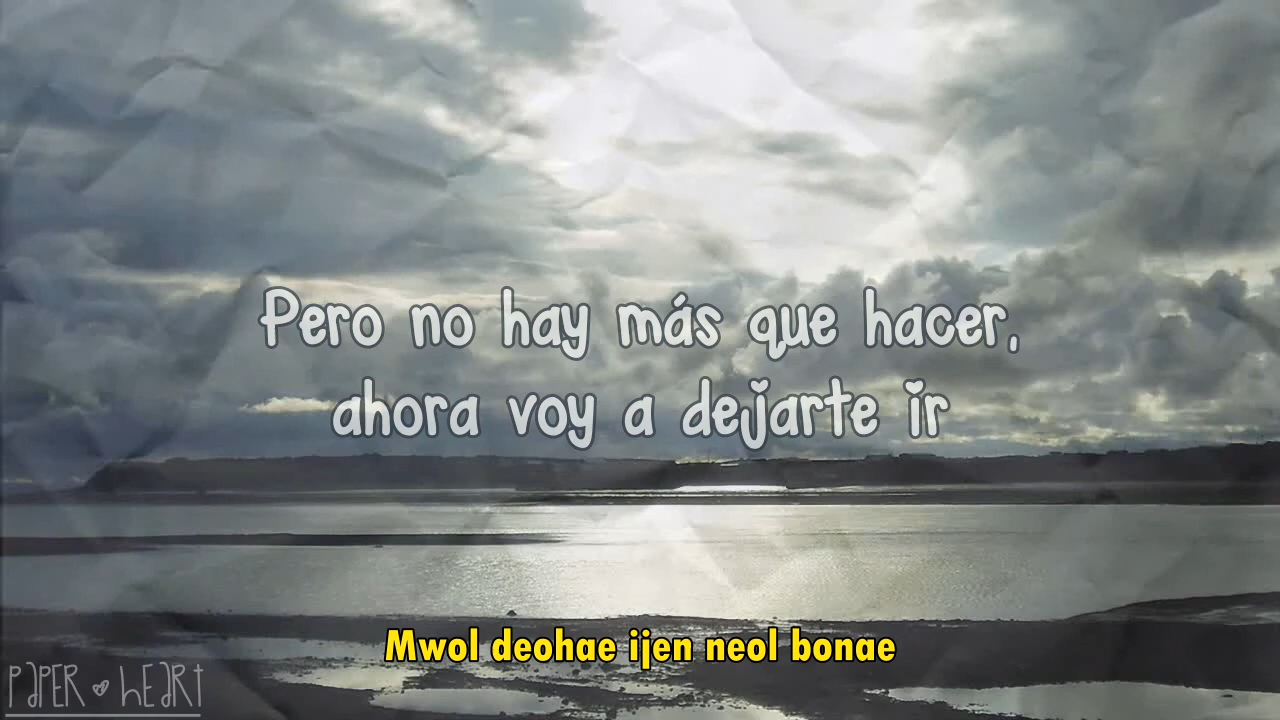 Pero no hay más que hacer,
ahora voy a dejarte ir
Mwol deohae ijen neol bonae
PAPER HEART